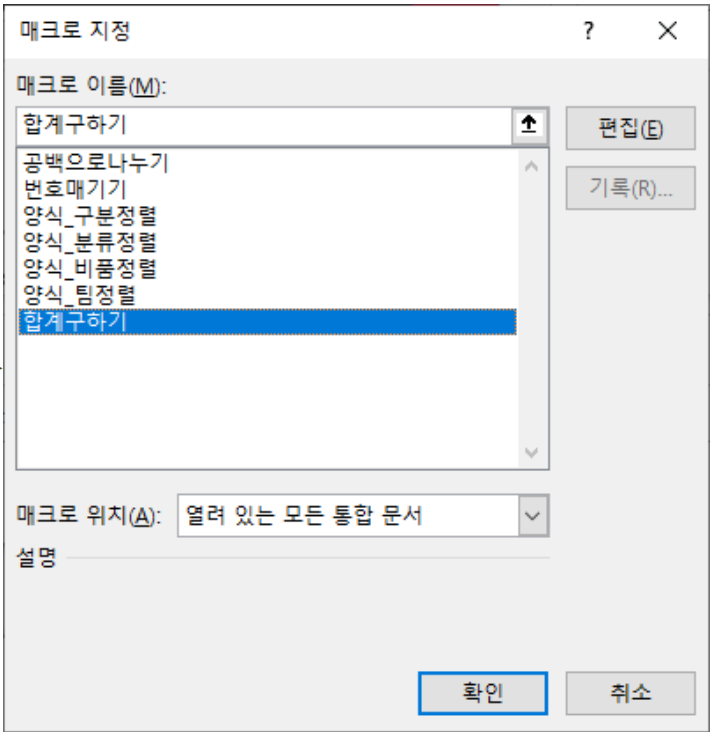 매크로 지정 ?
매크로 이름(M):
합계구하기
편집(E)
공백으로나누기
기록(R)...
번호매기기
양식_구분정렬
양식_분류정렬
양식_비품정렬
양식_팀정렬
합계구하기
매크로 위치(A): 열려 있는 모든 통합 문서
설명
확인 취소